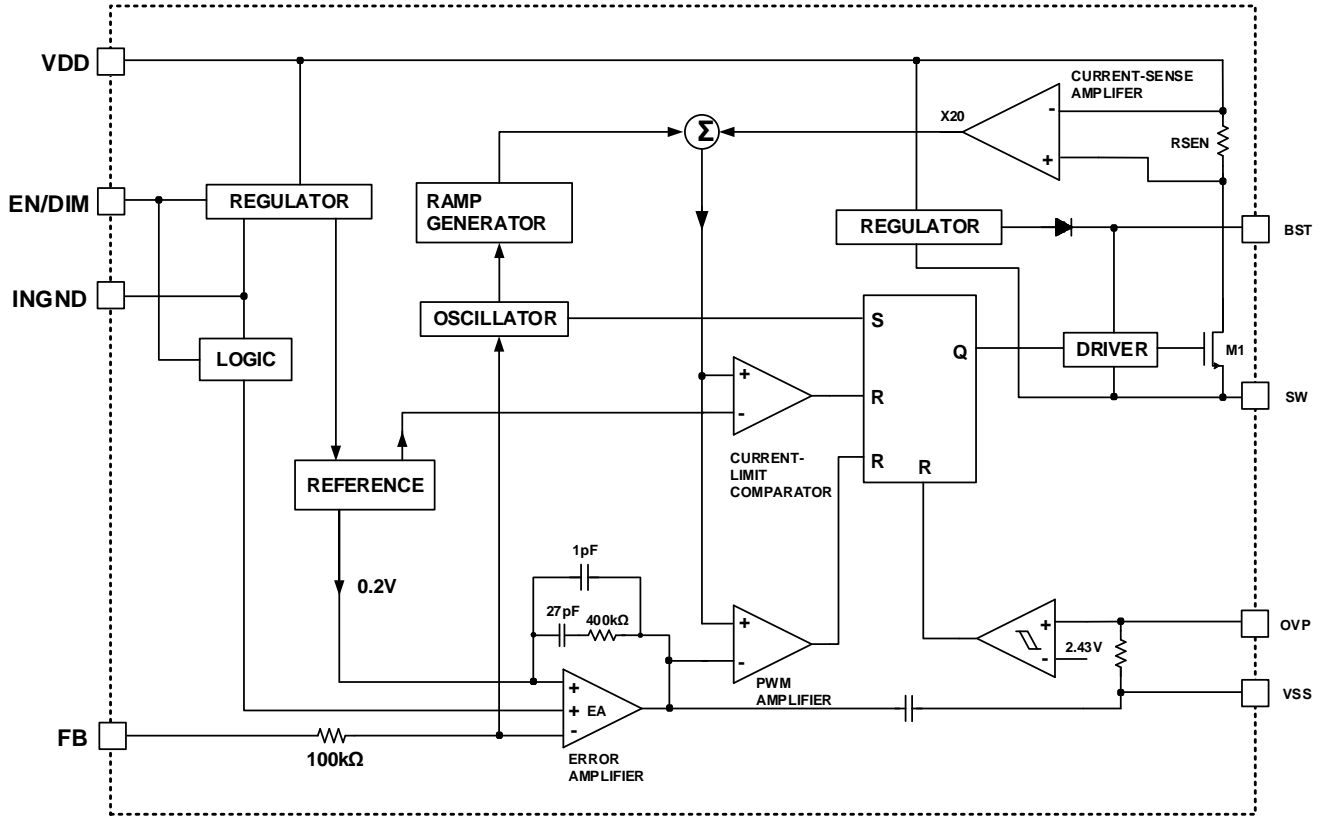 VDD
CURRENT-SENSE
AMPLIFER
X20
-
+
Σ
RSEN
EN/DIM
REGULATOR
RAMP
GENERATOR
REGULATOR
BST
INGND
OSCILLATOR
S
Q
DRIVER
M1
LOGIC
+
-
R
SW
CURRENT-
LIMIT
COMPARATOR
R
R
REFERENCE
1pF
0.2V
27pF
400kΩ
+
-
PWM
AMPLIFIER
+
2.43V
-
OVP
VSS
+
+ EA
-
FB
100kΩ
ERROR
AMPLIFIER